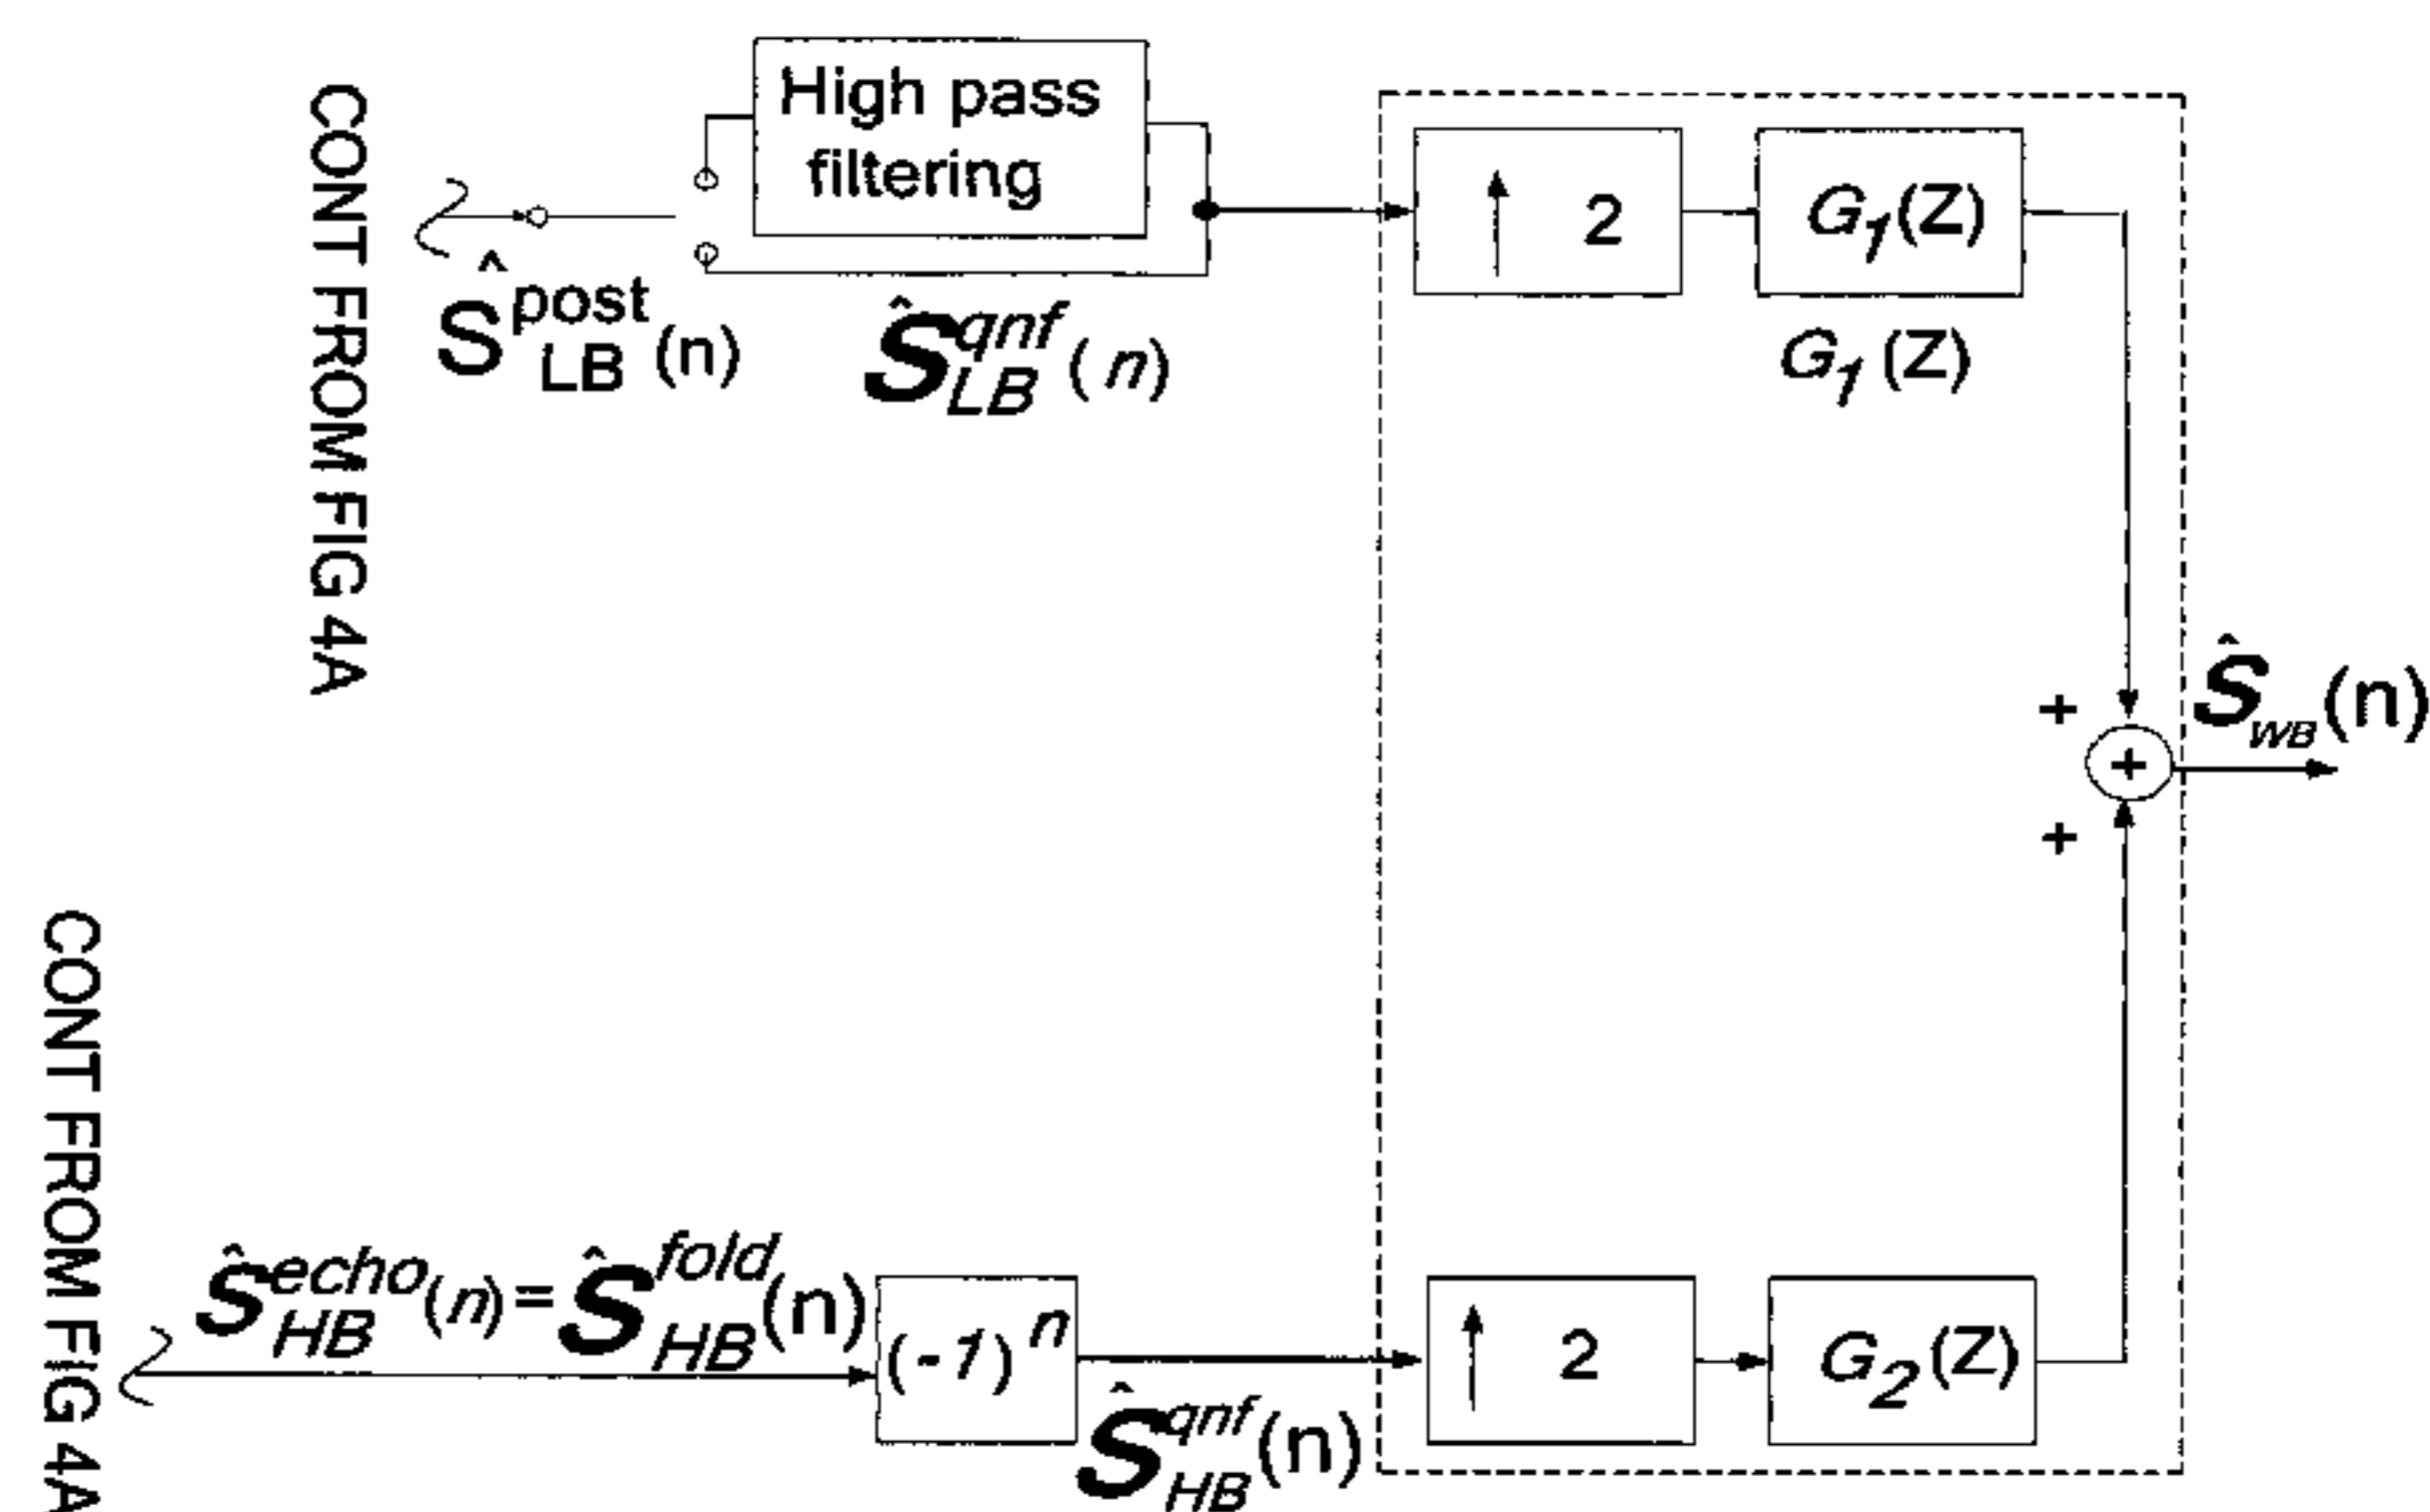 CONT FROM FIG 4A
High pass
filtering
2
G₁(Z)
G₁(Z)
Ŝ^post_LB(n)
Ŝ^qnf_LB(n)
+
+
+
Ŝ_WB(n)
CONT FROM FIG 4A
Ŝ^echo_HB(n)=Ŝ^fold_HB(n)
(-1)^n
Ŝ^qnf_HB(n)
2
G₂(Z)